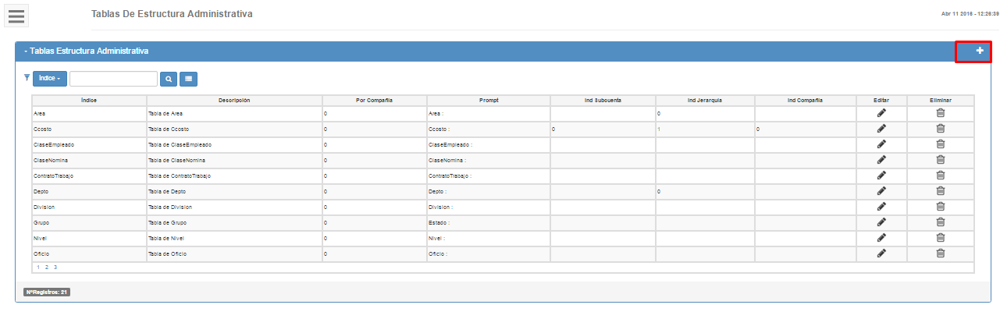 Tablas De Estructura Administrativa
Abr 11 2016 - 12:26:39
- Tablas Estructura Administrativa
Índice
Índice Descripción Por Compañía Prompt Ind Subcuenta Ind Jerarquía Ind Compañía Editar Eliminar
Area Tabla de Area 0 Area : 0
Ccosto Tabla de Ccosto 0 Ccosto : 0 1 0
ClaseEmpleado Tabla de ClaseEmpleado 0 ClaseEmpleado :
ClaseNomina Tabla de ClaseNomina 0 ClaseNomina :
ContratoTrabajo Tabla de ContratoTrabajo 0 ContratoTrabajo :
Depto Tabla de Depto 0 Depto : 0
Division Tabla de Division 0 Division :
Grupo Tabla de Grupo 0 Estado :
Nivel Tabla de Nivel 0 Nivel :
Oficio Tabla de Oficio 0 Oficio :
1 2 3
NºRegistros: 21